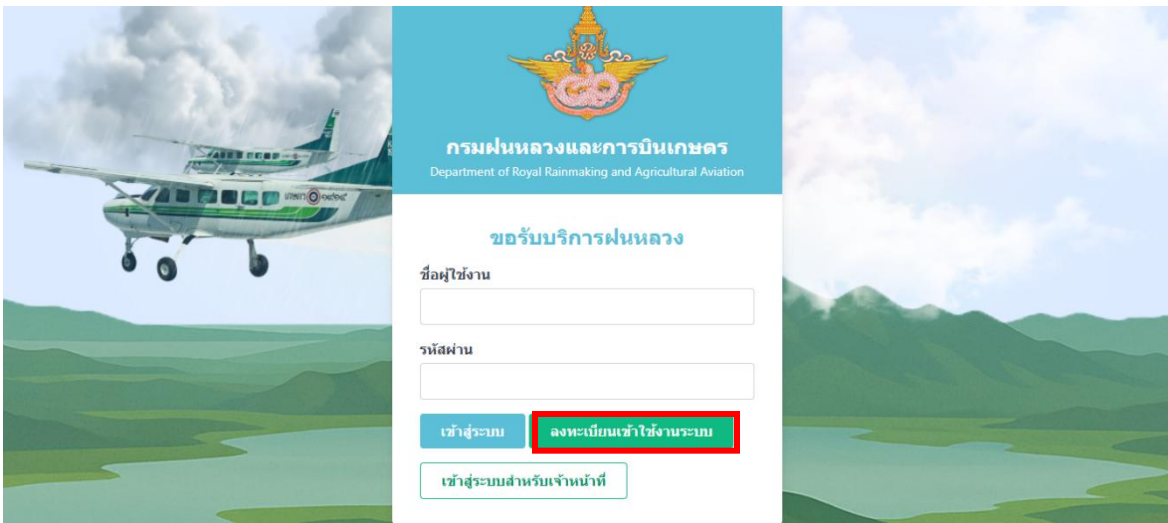 กรมฝนหลวงและการบินเกษตร
Department of Royal Rainmaking and Agricultural Aviation
ขอรับบริการฝนหลวง
ชื่อผู้ใช้งาน
รหัสผ่าน
เข้าสู่ระบบ
ลงทะเบียนเข้าใช้งานระบบ
เข้าสู่ระบบสำหรับเจ้าหน้าที่